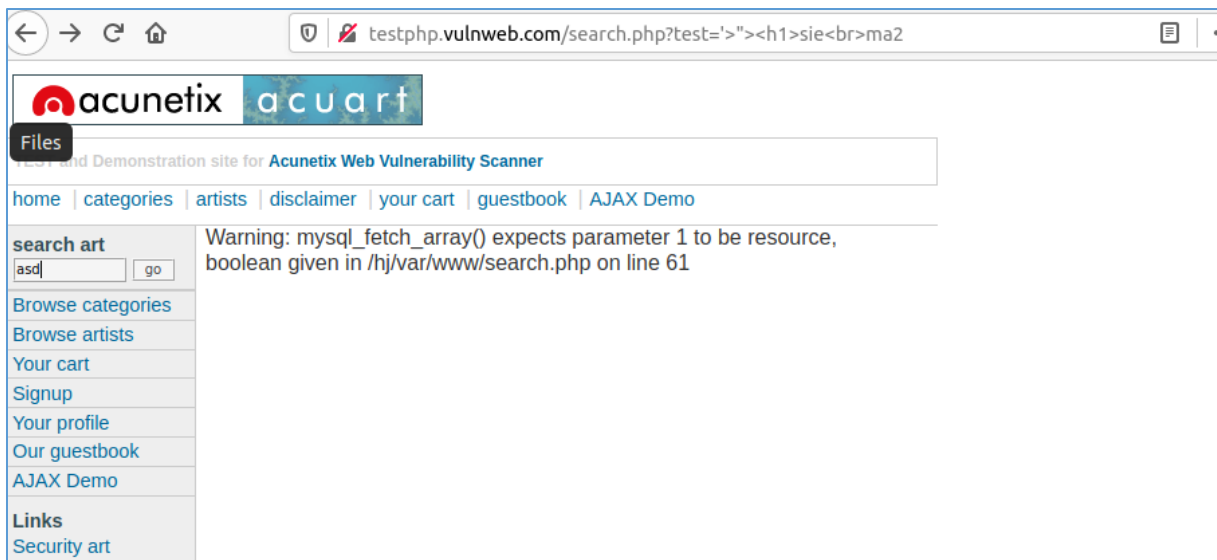 testphp.vulnweb.com/search.php?test='>"><h1>sie<br>ma2
acunetix acuart
Files
and Demonstration site for Acunetix Web Vulnerability Scanner
home | categories | artists | disclaimer | your cart | guestbook | AJAX Demo
search art
asd go
Browse categories
Browse artists
Your cart
Signup
Your profile
Our guestbook
AJAX Demo
Links
Security art
Warning: mysql_fetch_array() expects parameter 1 to be resource,
boolean given in /hj/var/www/search.php on line 61